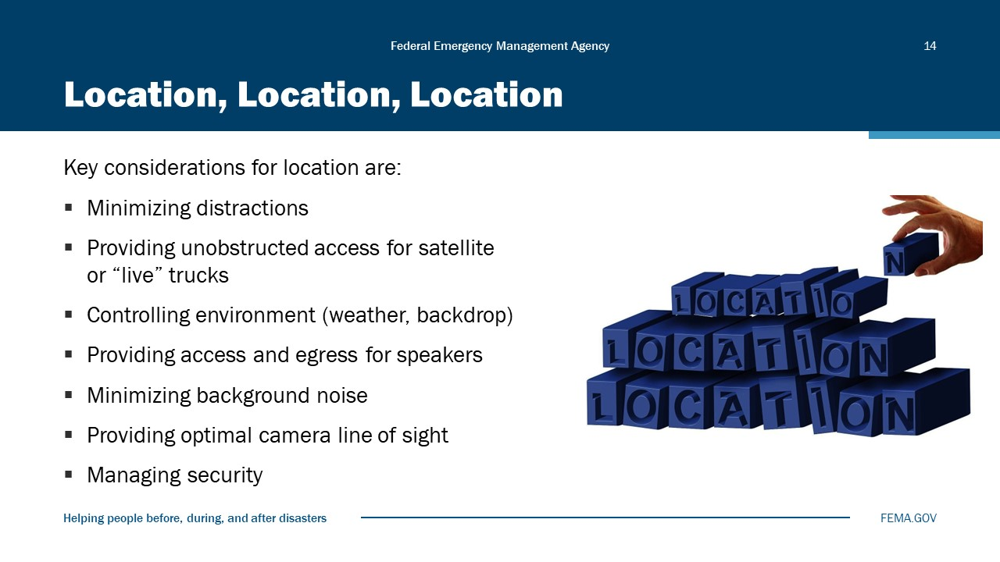 Federal Emergency Management Agency
14
Location, Location, Location
Key considerations for location are:
▪ Minimizing distractions
▪ Providing unobstructed access for satellite
or “live” trucks
▪ Controlling environment (weather, backdrop)
▪ Providing access and egress for speakers
▪ Minimizing background noise
▪ Providing optimal camera line of sight
▪ Managing security
N
LOCATIO
LOCATION
LOCATION
Helping people before, during, and after disasters
FEMA.GOV